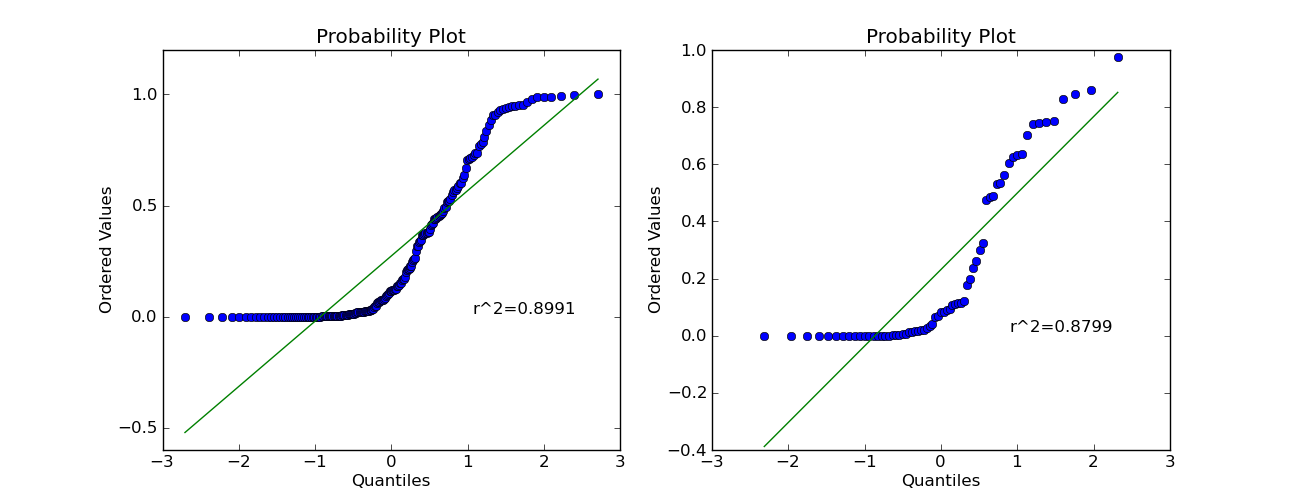 Probability Plot
Ordered Values
1.0
0.5
0.0
−0.5
r^2=0.8991
−3 −2 −1 0 1 2 3
Quantiles
Probability Plot
Ordered Values
1.0
0.8
0.6
0.4
0.2
0.0
−0.2
−0.4
r^2=0.8799
−3 −2 −1 0 1 2 3
Quantiles